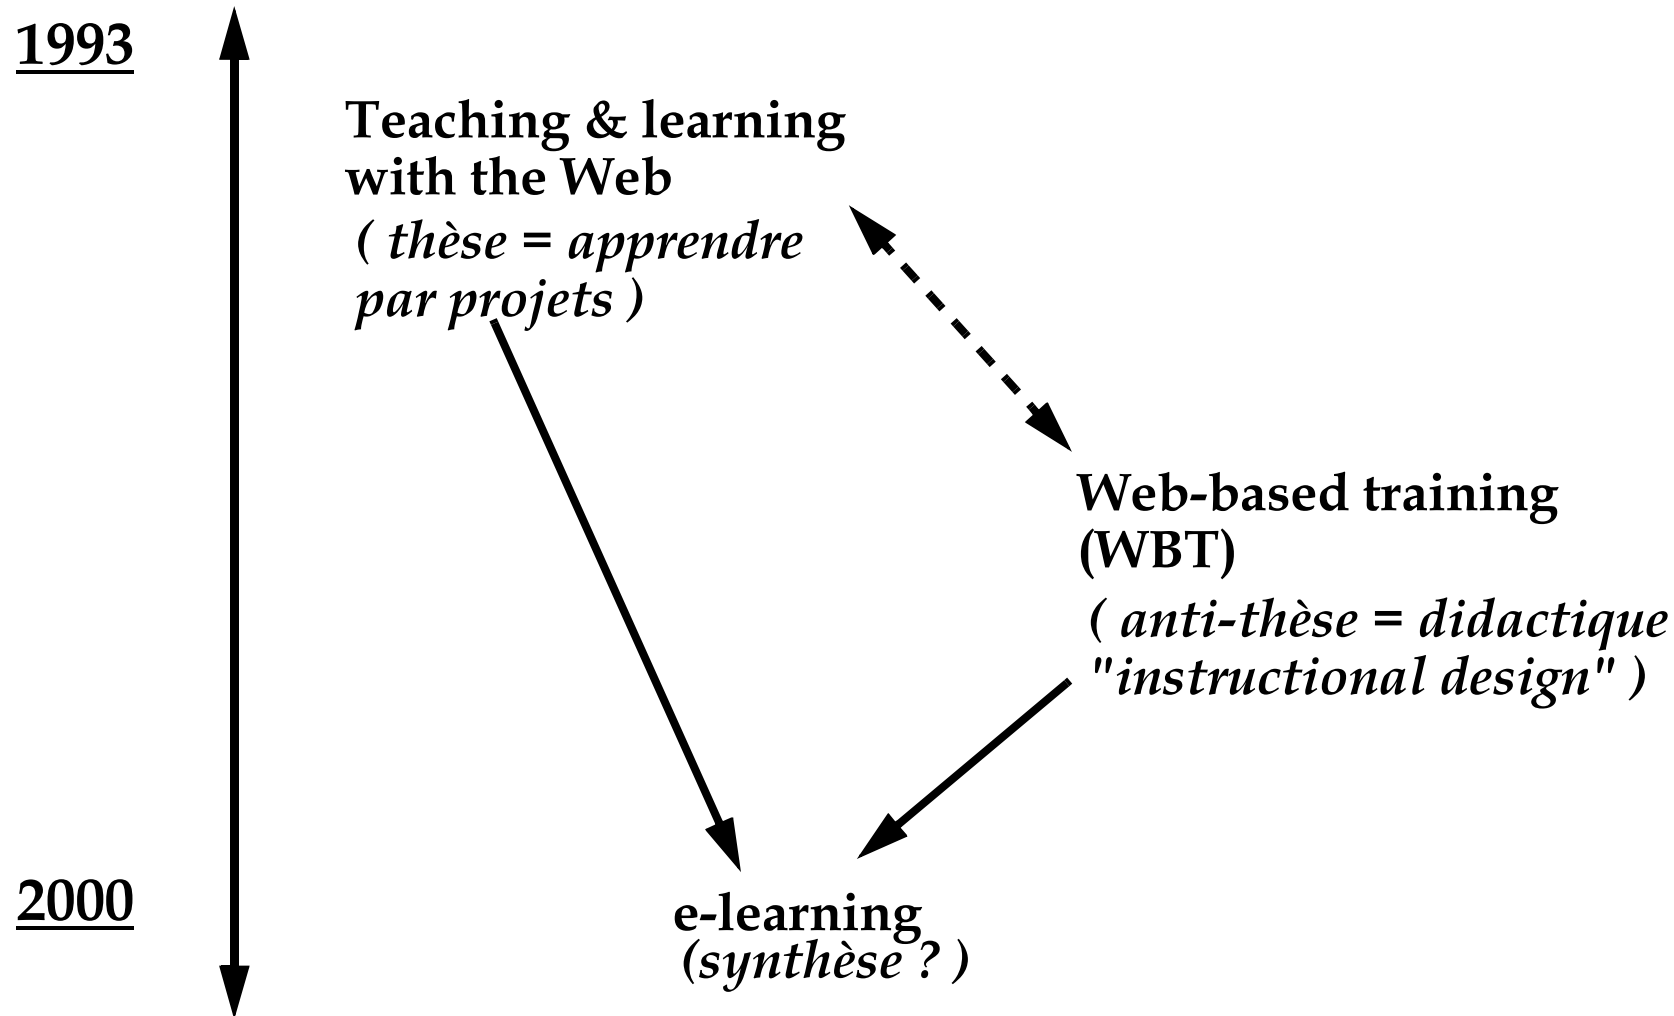 1993
Teaching & learning
with the Web
( thèse = apprendre
par projets )
Web-based training
(WBT)
( anti-thèse = didactique
"instructional design" )
2000
e-learning
(synthèse ? )